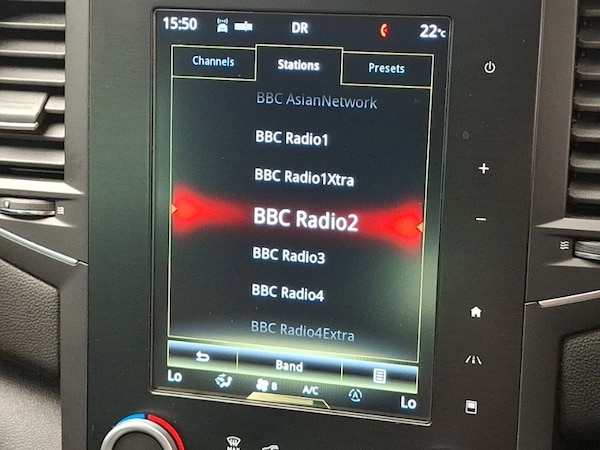 15:50 DR 22°C
Channels Stations Presets
BBC AsianNetwork
BBC Radio1
BBC Radio1Xtra
BBC Radio2
BBC Radio3
BBC Radio4
BBC Radio4Extra
Band
Lo 8 A/C Lo
MAX